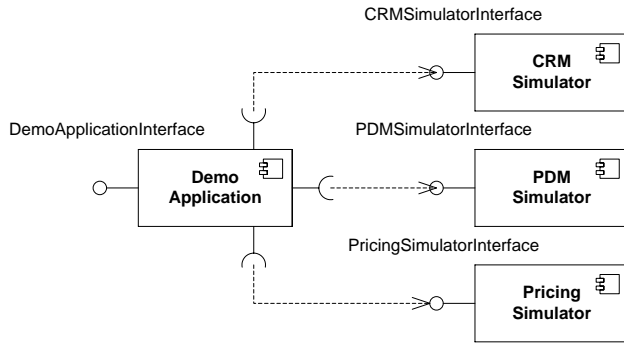 CRMSimulatorInterface
CRM
Simulator
DemoApplicationInterface
Demo
Application
PDMSimulatorInterface
PDM
Simulator
PricingSimulatorInterface
Pricing
Simulator